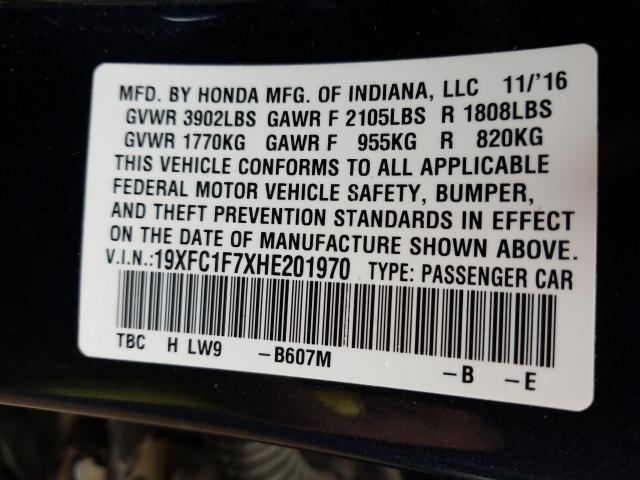 MFD. BY HONDA MFG. OF INDIANA, LLC 11/'16
GVWR 3902LBS GAWR F 2105LBS R 1808LBS
GVWR 1770KG GAWR F 955KG R 820KG
THIS VEHICLE CONFORMS TO ALL APPLICABLE
FEDERAL MOTOR VEHICLE SAFETY, BUMPER,
AND THEFT PREVENTION STANDARDS IN EFFECT
ON THE DATE OF MANUFACTURE SHOWN ABOVE.
V.I.N.:19XFC1F7XHE201970 TYPE: PASSENGER CAR
TBC H LW9 -B607M -B -E